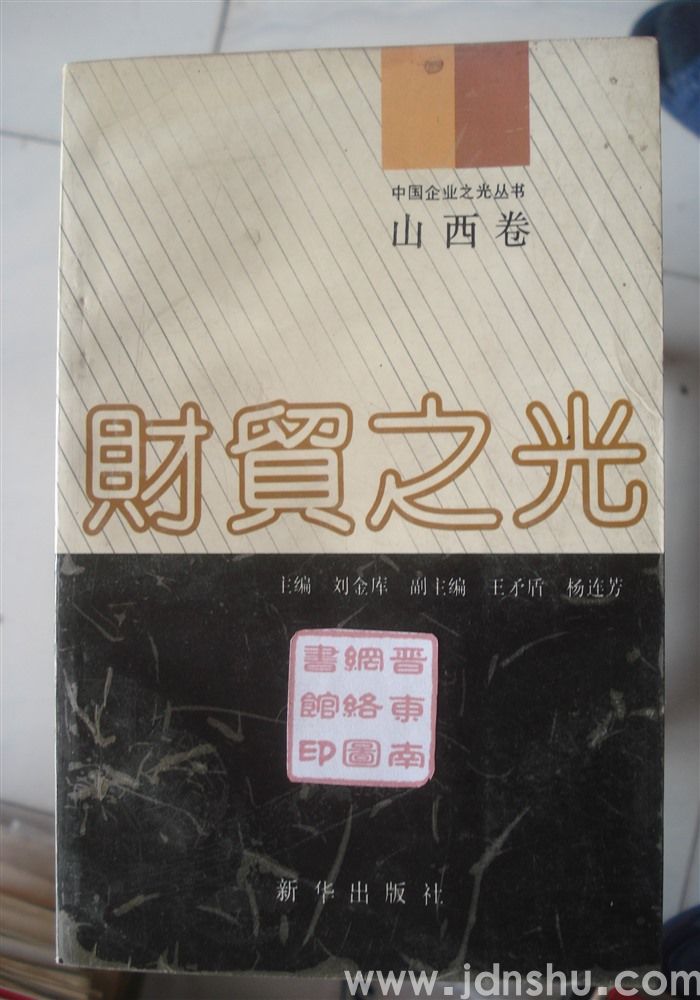 中国企业之光丛书
山西卷
財貿之光
主编 刘金库 副主编 王矛盾 杨连芳
晋東南
網絡圖
書館印
新华出版社
www.jdnshu.com